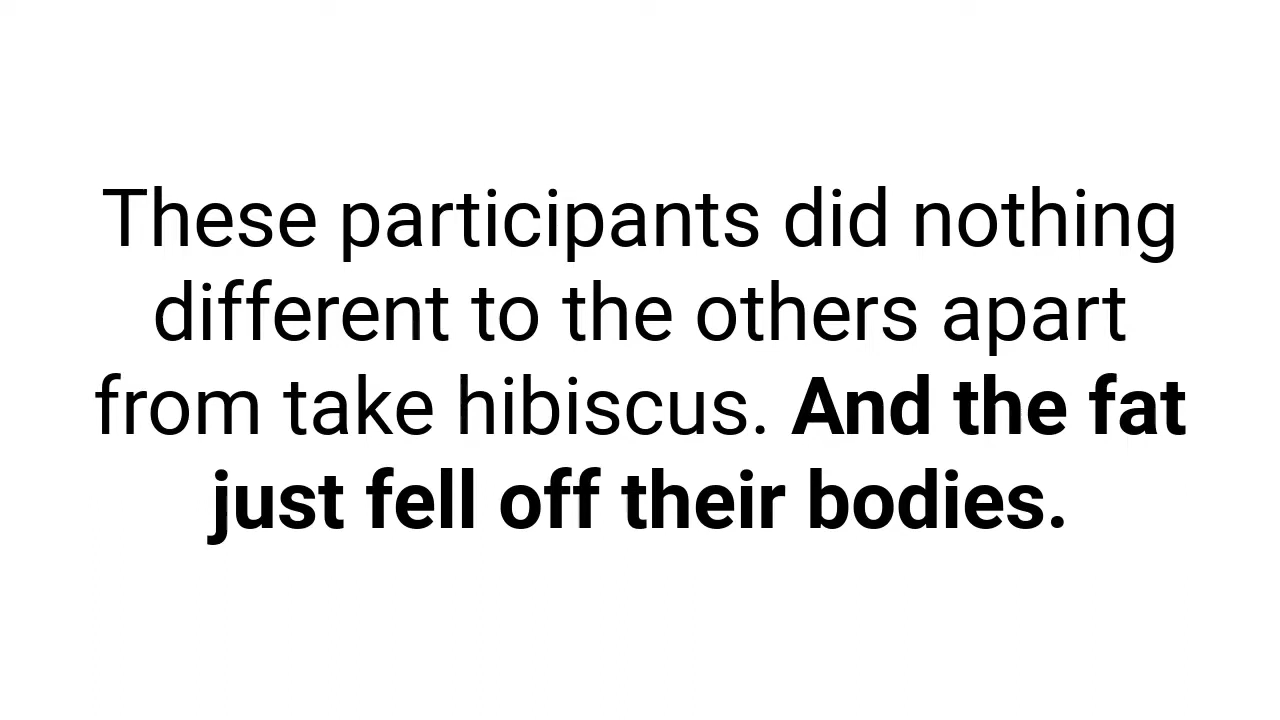 These participants did nothing
different to the others apart
from take hibiscus. And the fat
just fell off their bodies.